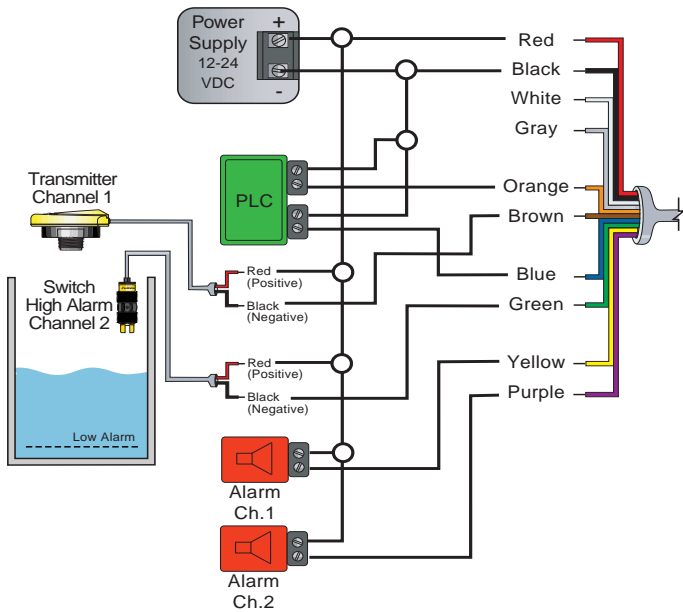 Power
Supply
12-24
VDC
+
-
Red
Black
White
Gray
Orange
Brown
Blue
Green
Yellow
Purple
PLC
Transmitter
Channel 1
Red
(Positive)
Black
(Negative)
Switch
High Alarm
Channel 2
Red
(Positive)
Black
(Negative)
Low Alarm
Alarm
Ch.1
Alarm
Ch.2